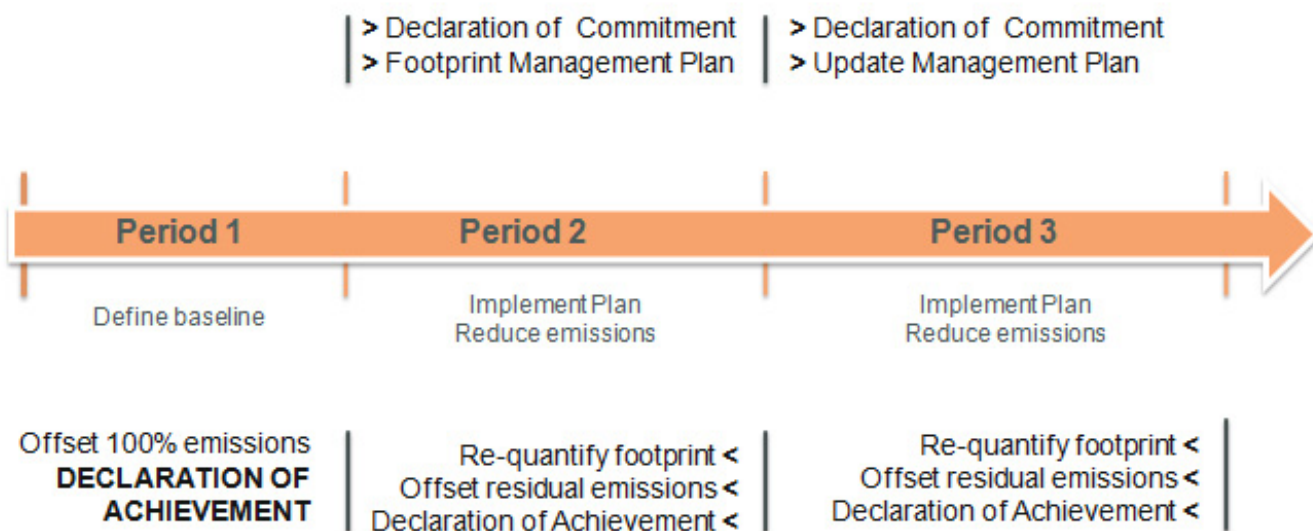 > Declaration of Commitment
> Footprint Management Plan
> Declaration of Commitment
> Update Management Plan
Period 1
Period 2
Period 3
Define baseline
Implement Plan
Reduce emissions
Implement Plan
Reduce emissions
Offset 100% emissions
DECLARATION OF
ACHIEVEMENT
Re-quantify footprint <
Offset residual emissions <
Declaration of Achievement <
Re-quantify footprint <
Offset residual emissions <
Declaration of Achievement <